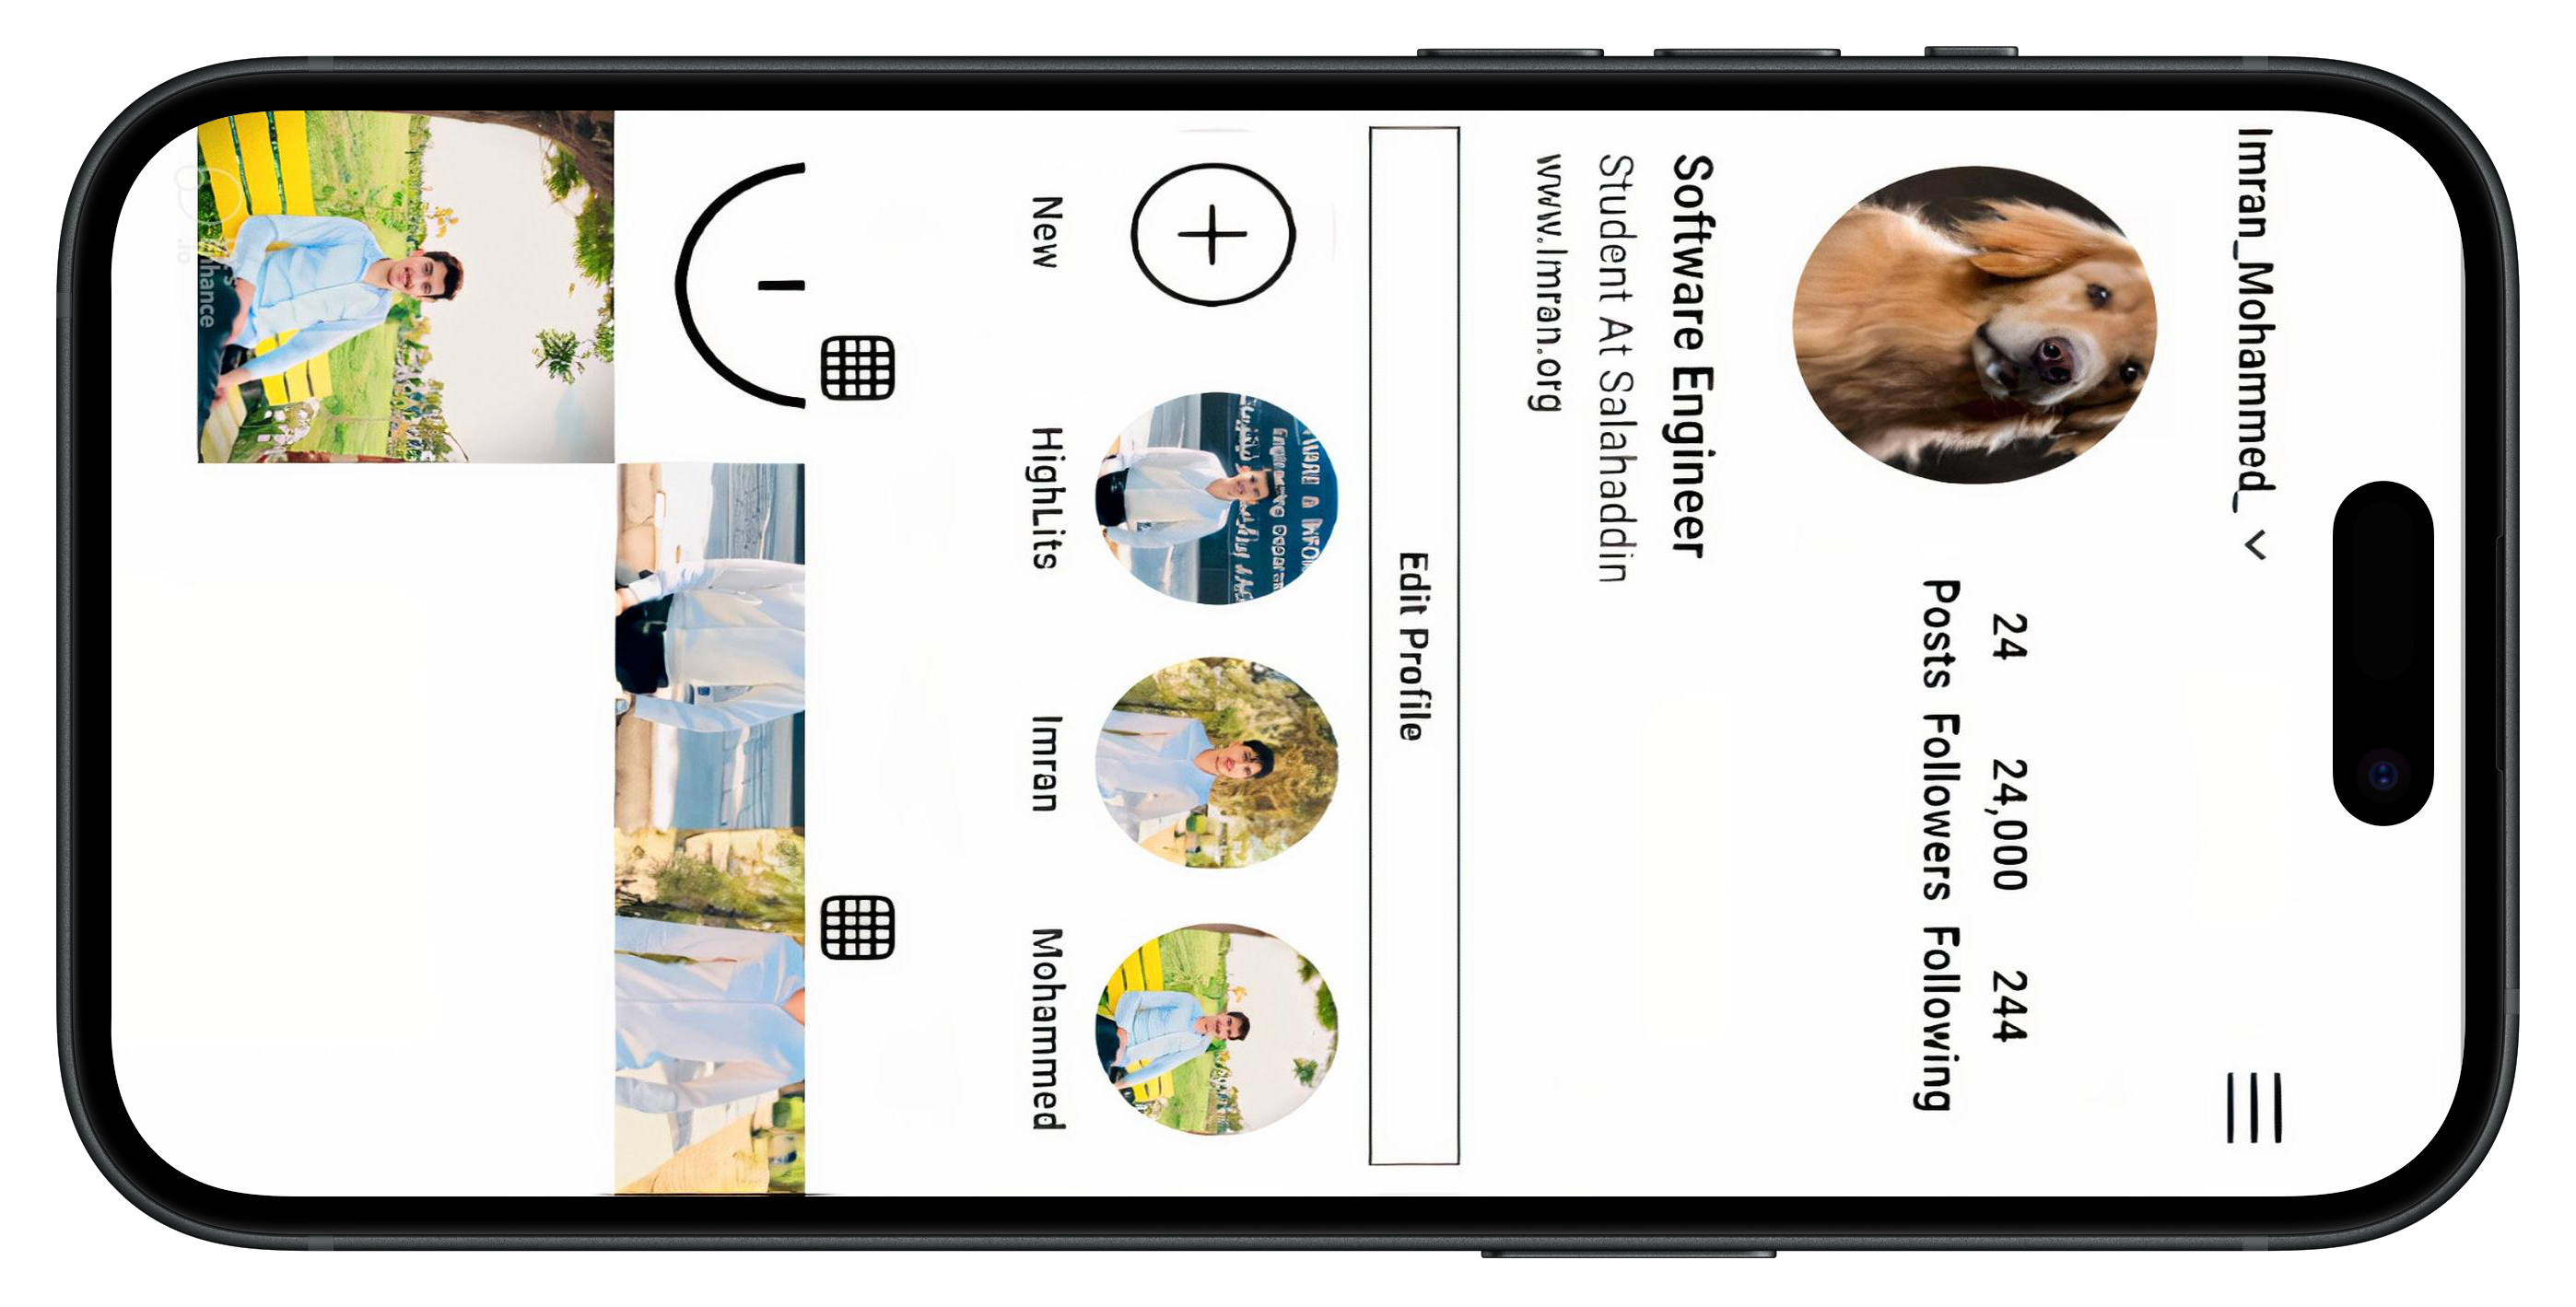 Imran_Mohammed_
24 24,000 244
Posts Followers Following
Software Engineer
Student At Salahaddin
www.Imran.org
Edit Profile
New HighLits Imran Mohammed